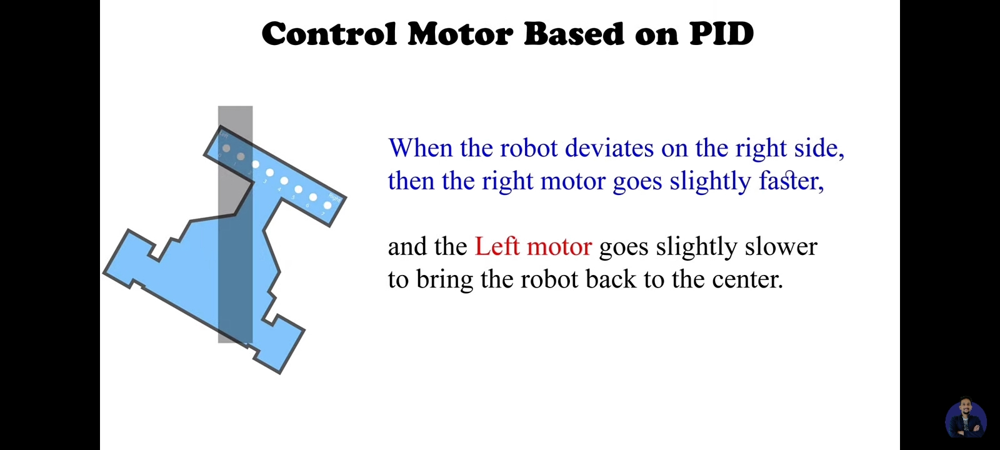 Control Motor Based on PID
When the robot deviates on the right side,
then the right motor goes slightly faster,
and the Left motor goes slightly slower
to bring the robot back to the center.
Left
1
2
3
4
5
6
7
Right